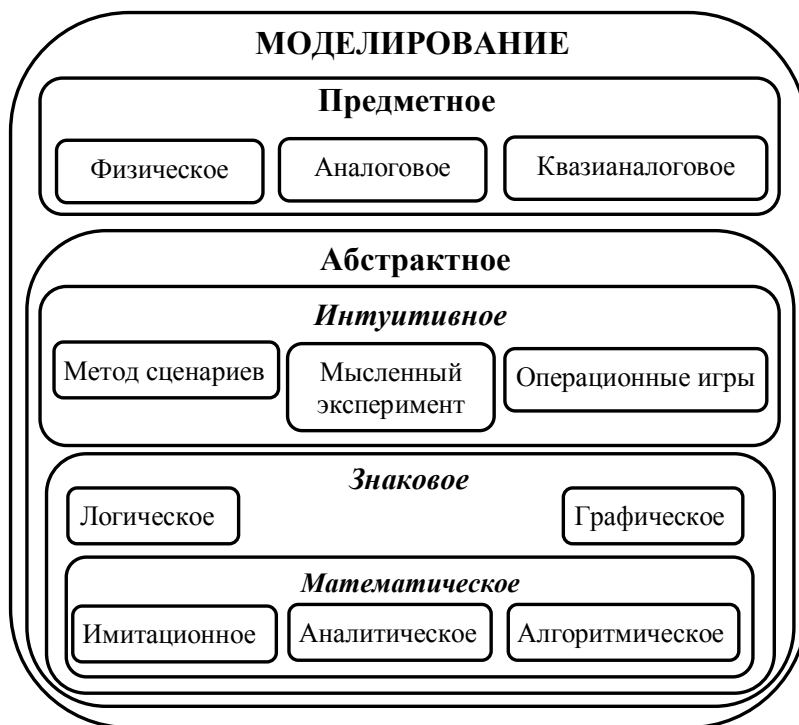 МОДЕЛИРОВАНИЕ
Предметное
Физическое
Аналоговое
Квазианалоговое
Абстрактное
Интуитивное
Метод сценариев
Мысленный
эксперимент
Операционные игры
Знаковое
Логическое
Графическое
Математическое
Имитационное
Аналитическое
Алгоритмическое